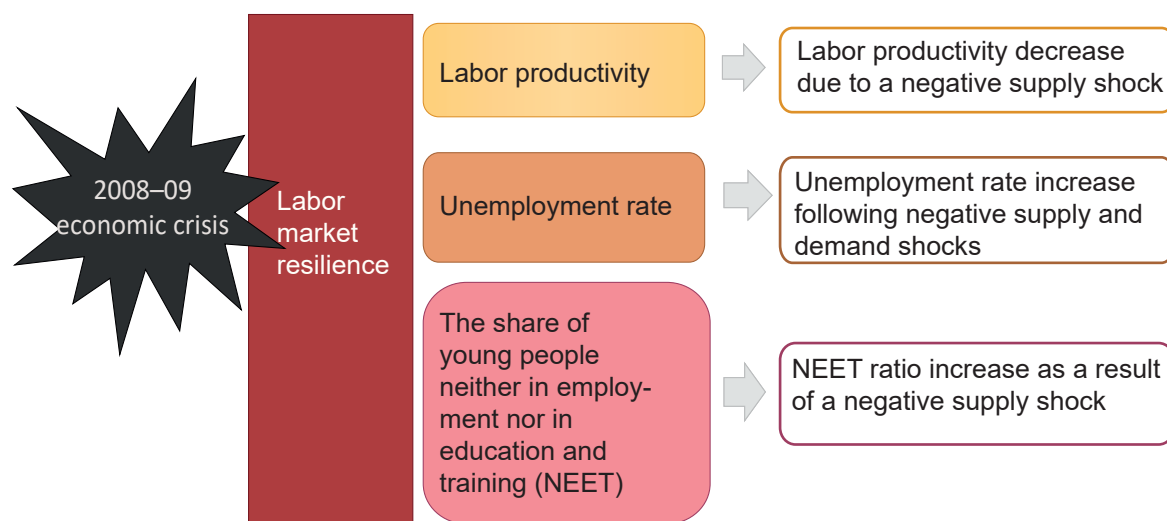 2008–09
economic crisis
Labor
market
resilience
Labor productivity
Labor productivity decrease
due to a negative supply shock
Unemployment rate
Unemployment rate increase
following negative supply and
demand shocks
The share of
young people
neither in employ-
ment nor in
education and
training (NEET)
NEET ratio increase as a result
of a negative supply shock